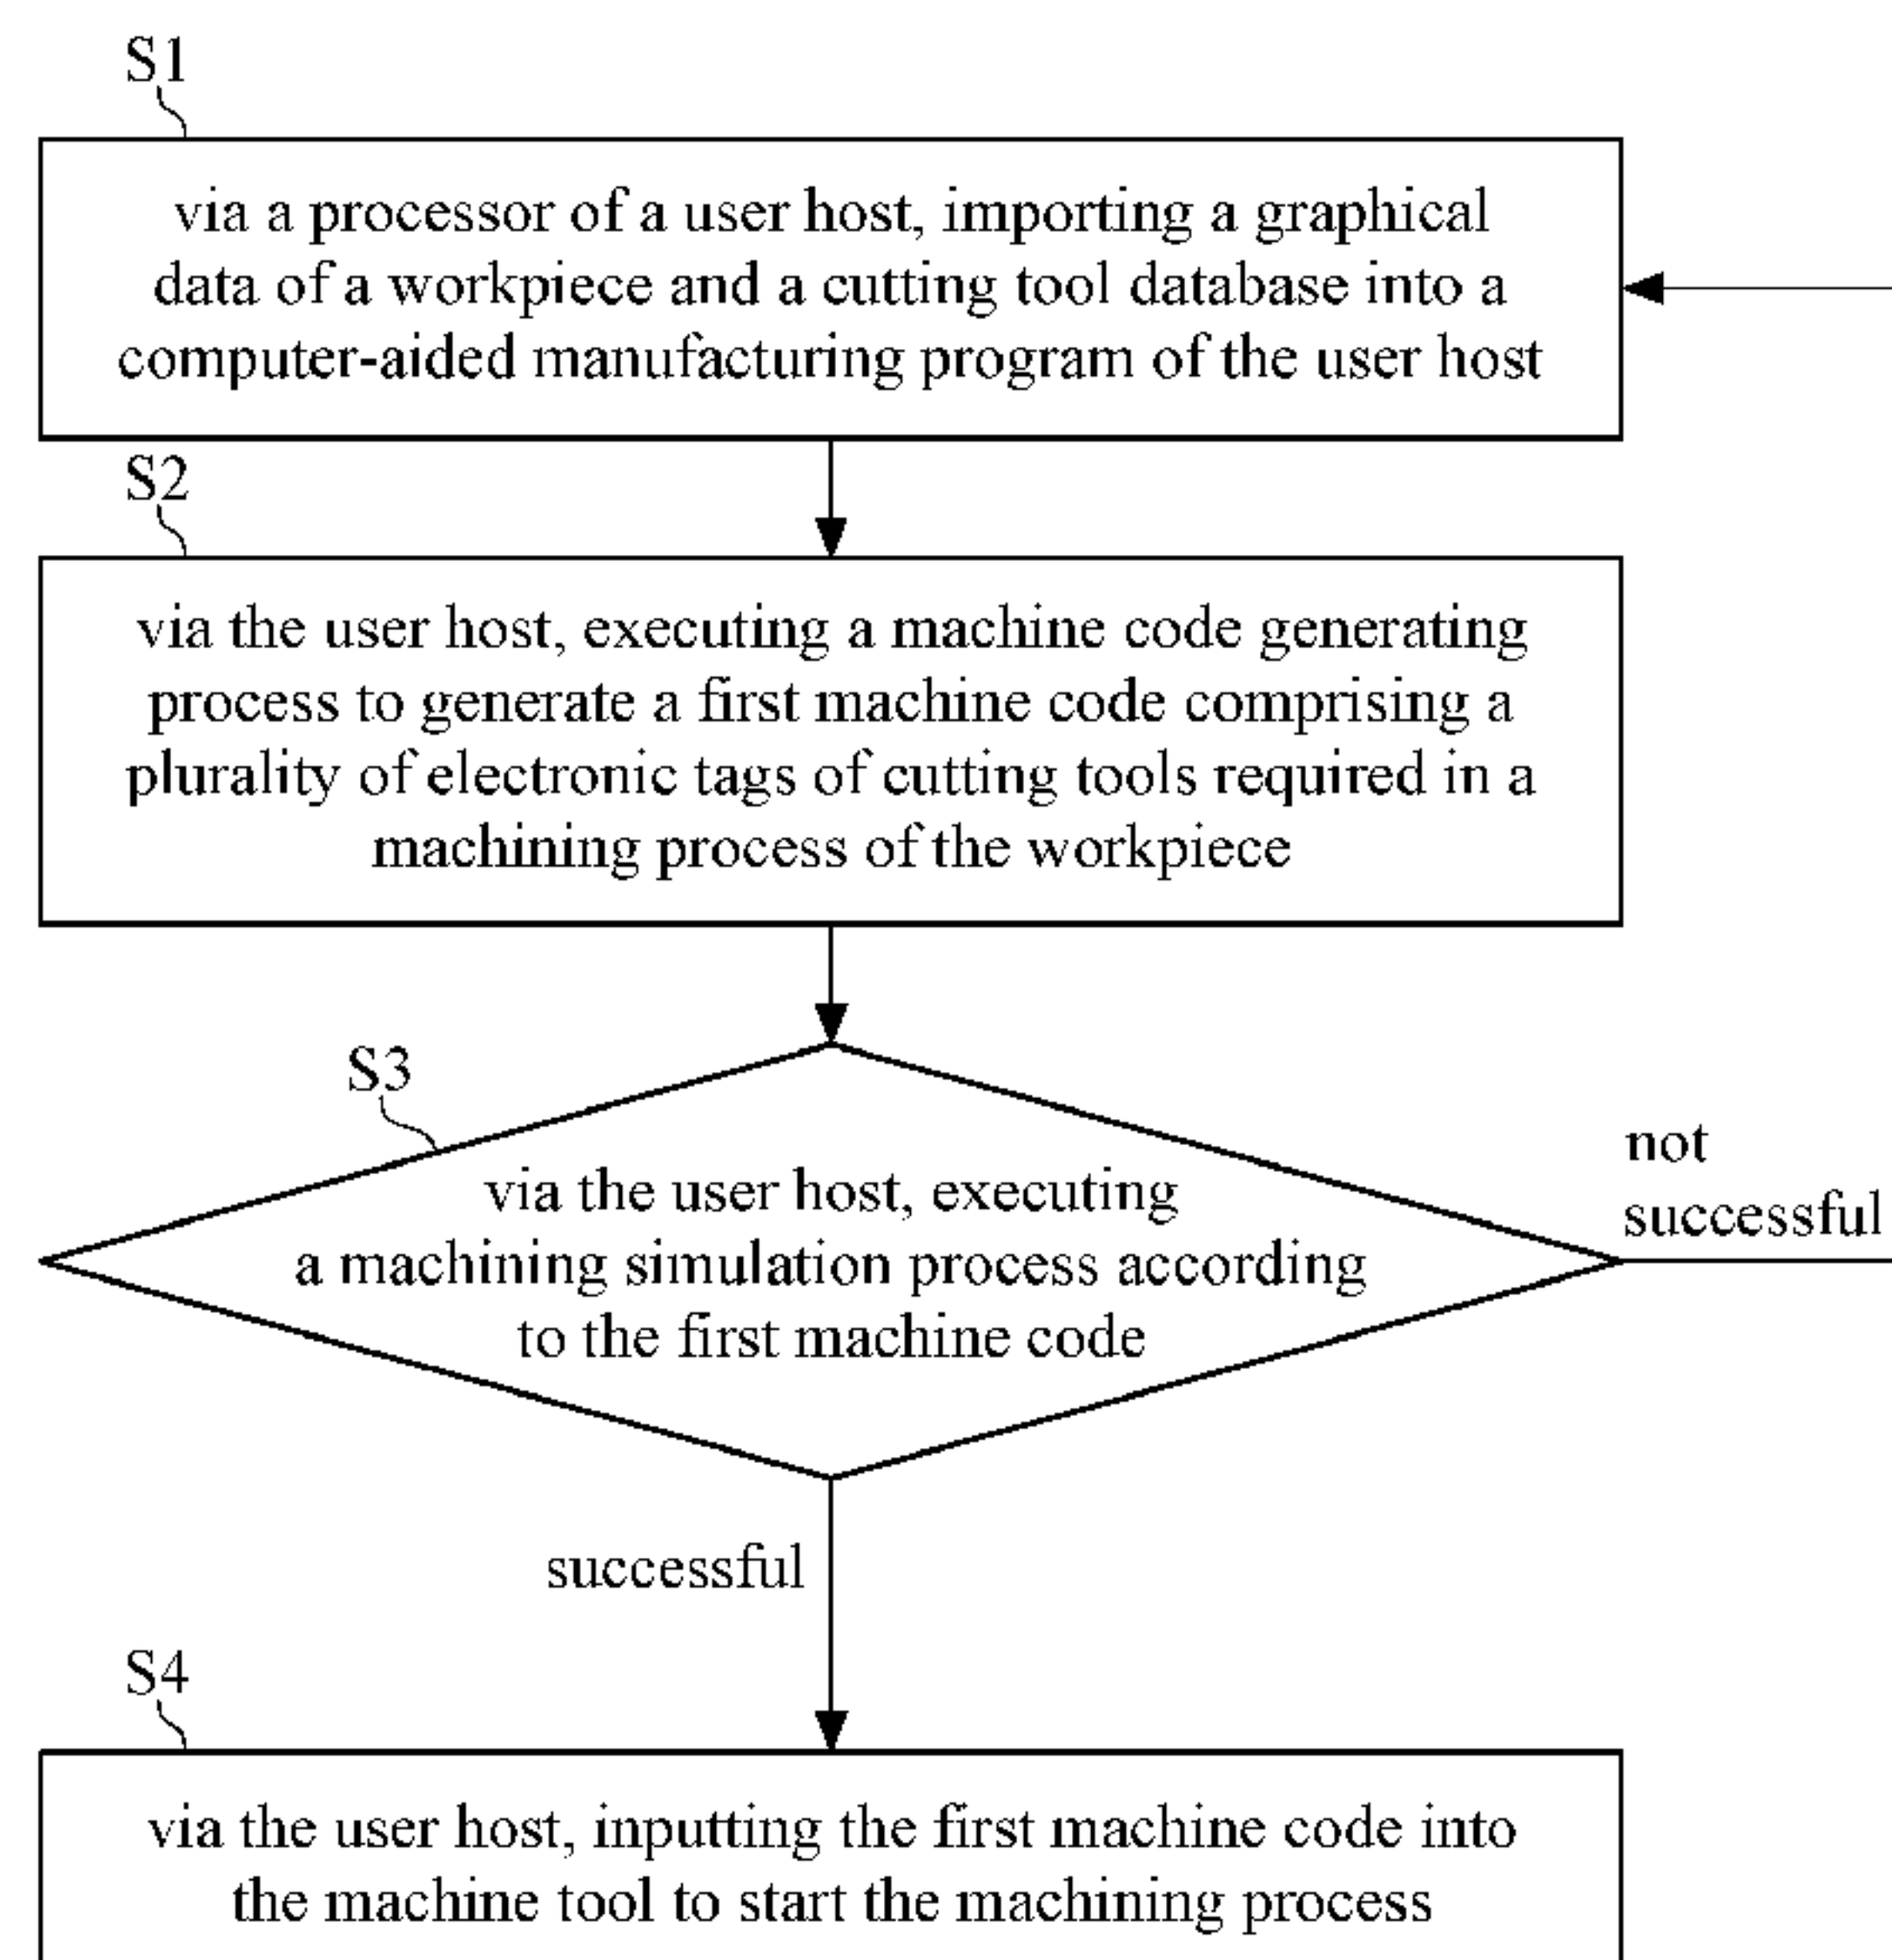 S1
via a processor of a user host, importing a graphical
data of a workpiece and a cutting tool database into a
computer-aided manufacturing program of the user host
S2
via the user host, executing a machine code generating
process to generate a first machine code comprising a
plurality of electronic tags of cutting tools required in a
machining process of the workpiece
S3
via the user host, executing
a machining simulation process according
to the first machine code
not
successful
successful
S4
via the user host, inputting the first machine code into
the machine tool to start the machining process